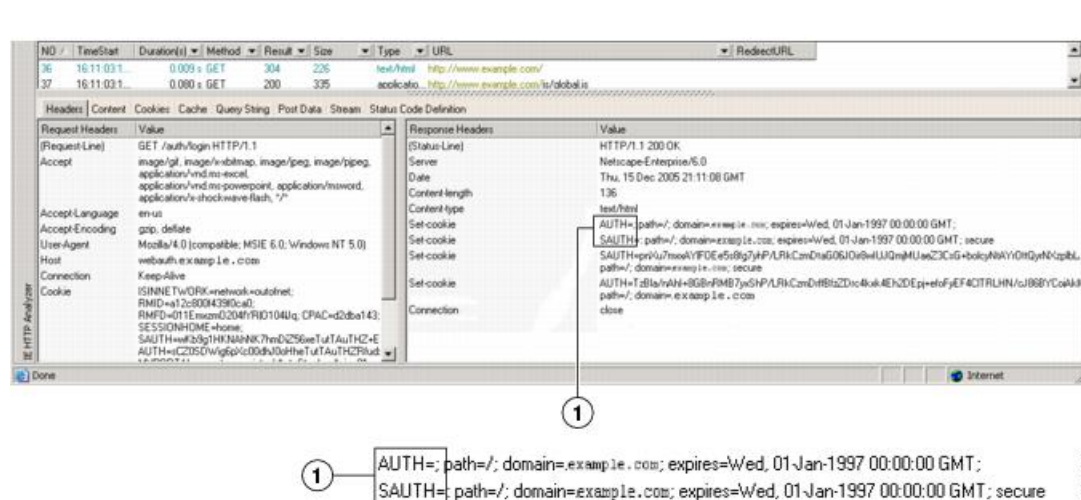 NO / TimeStart Duration(s) Method Result Size Type URL RedirectURL
36 16:11:03:1... 0.009 s GET 304 226 text/html http://www.example.com/
37 16:11:03:1... 0.080 s GET 200 335 applicatio... http://www.example.com/js/global.js
Headers Content Cookies Cache Query String Post Data Stream Status Code Definition
Request Headers Value
(Request-Line) GET /auth/login HTTP/1.1
Accept image/gif, image/x-xbitmap, image/jpeg, image/pjpeg,
application/vnd.ms-excel,
application/vnd.ms-powerpoint, application/msword,
application/x-shockwave-flash, */*
Accept-Language en-us
Accept-Encoding gzip, deflate
User-Agent Mozilla/4.0 (compatible; MSIE 6.0; Windows NT 5.0)
Host webauth.example.com
Connection Keep-Alive
Cookie ISINNETWORK=network=outofnet;
SESSIONHOME=home;
Response Headers Value
(Status-Line) HTTP/1.1 200 OK
Server Netscape-Enterprise/6.0
Date Thu, 15 Dec 2005 21:11:08 GMT
Content-length 136
Content-type text/html
Set-cookie AUTH=; path=/; domain=.example.com; expires=Wed, 01-Jan-1997 00:00:00 GMT;
Set-cookie SAUTH=; path=/; domain=.example.com; expires=Wed, 01-Jan-1997 00:00:00 GMT; secure
Set-cookie
path=/; domain=.example.com; secure
Set-cookie
path=/; domain=.example.com
Connection close
IE HTTP Analyzer
Done Internet
1
1
AUTH=; path=/; domain=.example.com; expires=Wed, 01-Jan-1997 00:00:00 GMT;
SAUTH=; path=/; domain=example.com; expires=Wed, 01-Jan-1997 00:00:00 GMT; secure